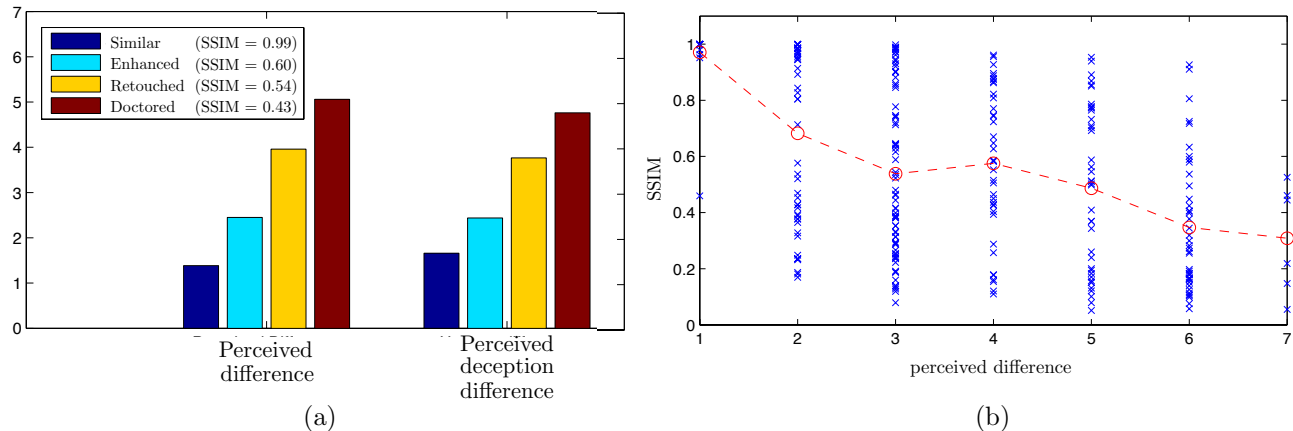 7
6
5
4
3
2
1
0
Similar (SSIM = 0.99)
Enhanced (SSIM = 0.60)
Retouched (SSIM = 0.54)
Doctored (SSIM = 0.43)
Perceived
difference
Perceived
deception
difference
(a)
1
0.8
0.6
0.4
0.2
0
SSIM
1 2 3 4 5 6 7
perceived difference
(b)